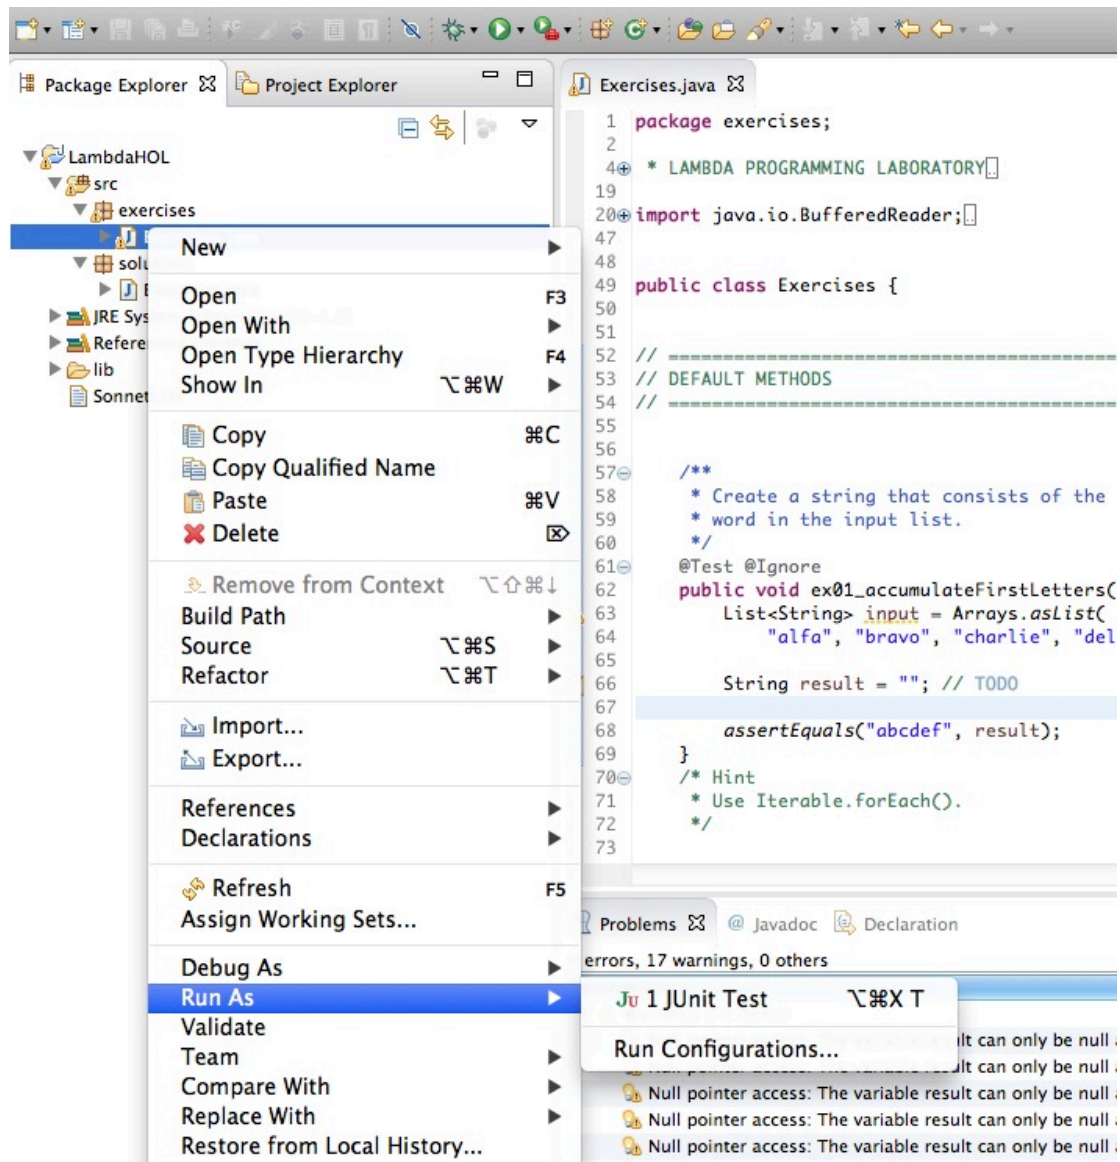 Package Explorer
Project Explorer
LambdaHOL
src
exercises
solu
JRE Sys
Refere
lib
Sonnet
New
Open F3
Open With
Open Type Hierarchy F4
Show In ⌥⌘W
Copy ⌘C
Copy Qualified Name
Paste ⌘V
Delete ⌦
Remove from Context ⌥⇧⌘↓
Build Path
Source ⌥⌘S
Refactor ⌥⌘T
Import...
Export...
References
Declarations
Refresh F5
Assign Working Sets...
Debug As
Run As
Validate
Team
Compare With
Replace With
Restore from Local History...
Ju 1 JUnit Test ⌥⌘X T
Run Configurations...
Exercises.java
1 package exercises;
2
4 * LAMBDA PROGRAMMING LABORATORY
19
20 import java.io.BufferedReader;
47
48
49 public class Exercises {
50
51
52 // =========================================
53 // DEFAULT METHODS
54 // =========================================
55
56
57 /**
58 * Create a string that consists of the
59 * word in the input list.
60 */
61 @Test @Ignore
62 public void ex01_accumulateFirstLetters(
63 List<String> input = Arrays.asList(
64 "alfa", "bravo", "charlie", "del
65
66 String result = ""; // TODO
67
68 assertEquals("abcdef", result);
69 }
70 /* Hint
71 * Use Iterable.forEach().
72 */
73
Problems @ Javadoc Declaration
errors, 17 warnings, 0 others
ult can only be null a
ult can only be null a
Null pointer access: The variable result can only be null a
Null pointer access: The variable result can only be null a
Null pointer access: The variable result can only be null a